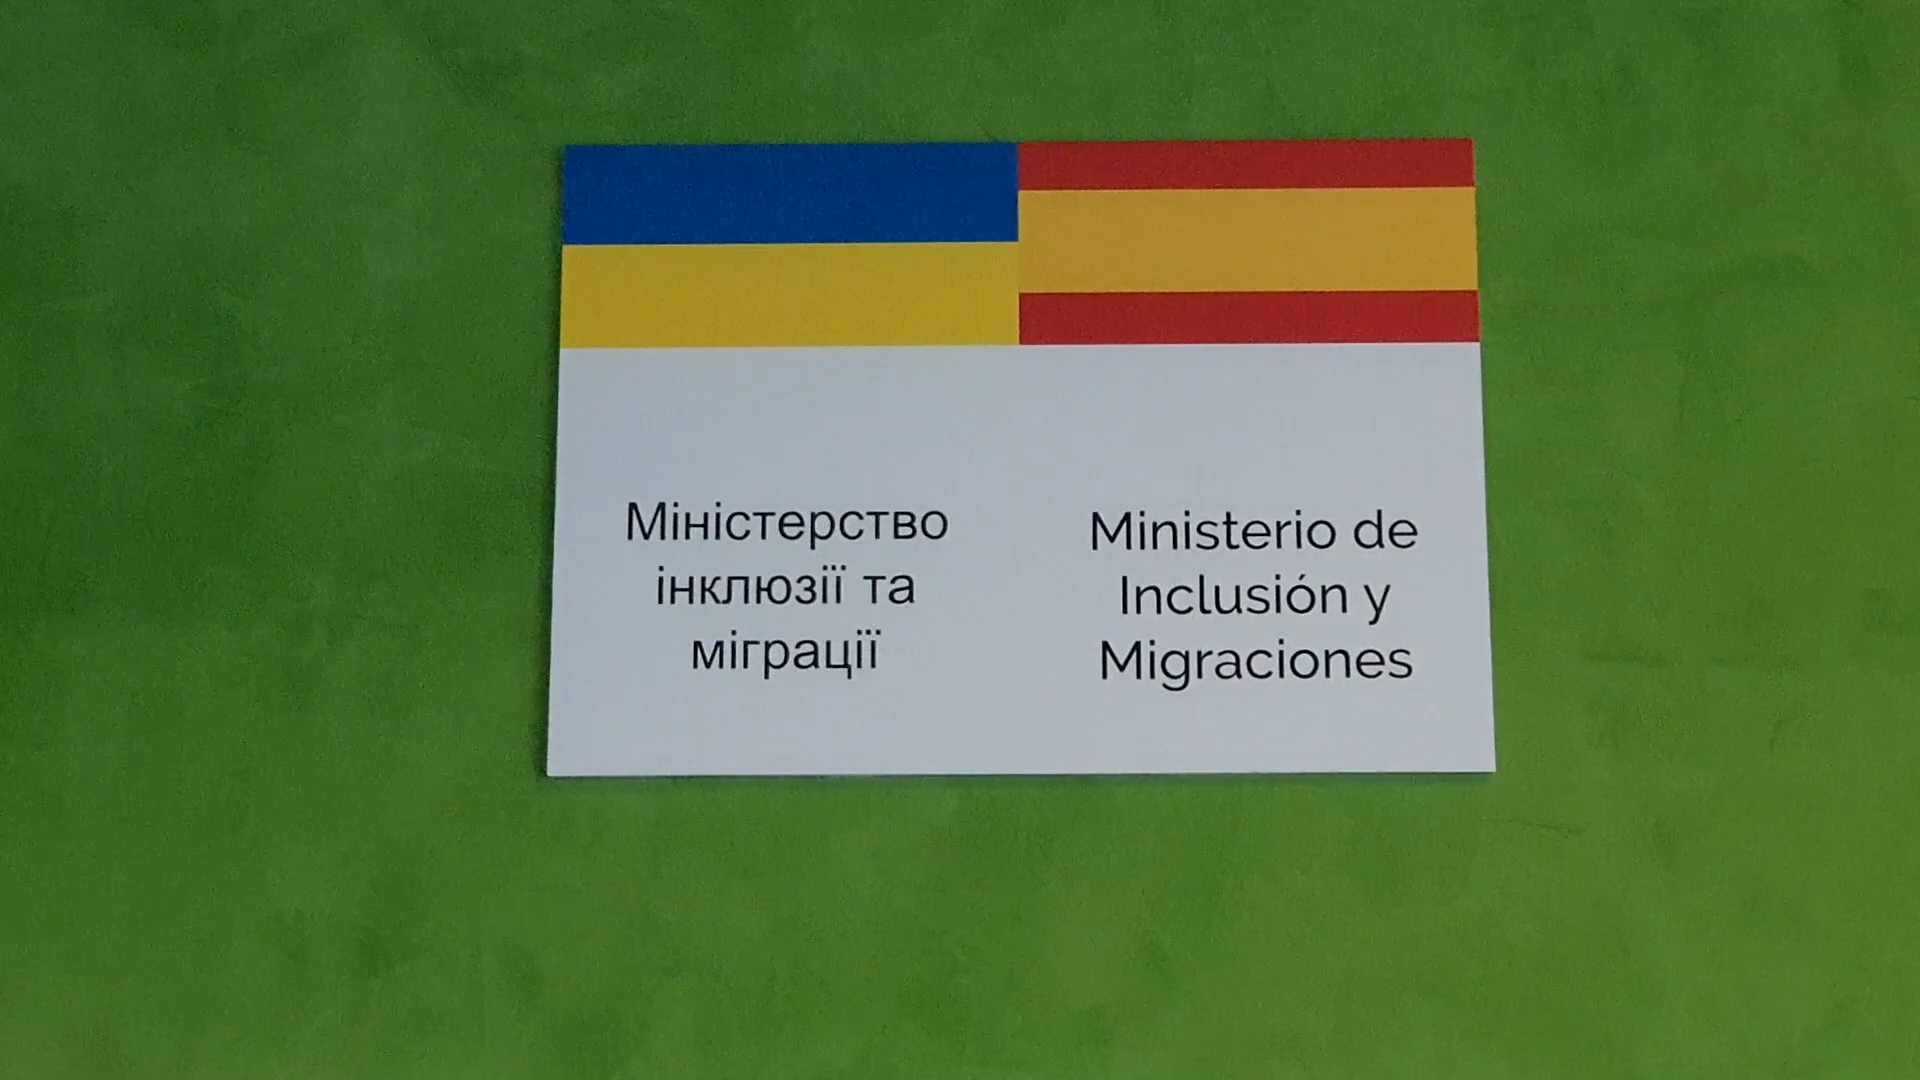 Міністерство
інклюзії та
міграції
Ministerio de
Inclusión y
Migraciones